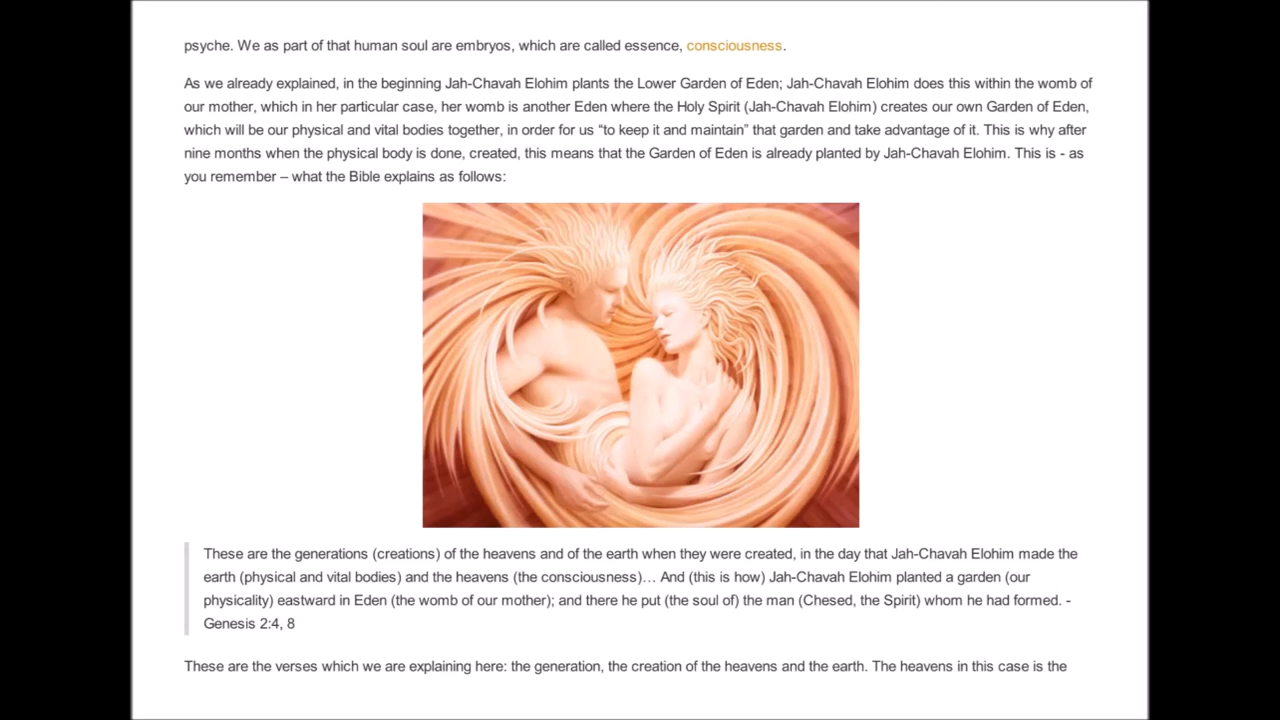 psyche. We as part of that human soul are embryos, which are called essence, consciousness.
As we already explained, in the beginning Jah-Chavah Elohim plants the Lower Garden of Eden; Jah-Chavah Elohim does this within the womb of
our mother, which in her particular case, her womb is another Eden where the Holy Spirit (Jah-Chavah Elohim) creates our own Garden of Eden,
which will be our physical and vital bodies together, in order for us “to keep it and maintain” that garden and take advantage of it. This is why after
nine months when the physical body is done, created, this means that the Garden of Eden is already planted by Jah-Chavah Elohim. This is - as
you remember – what the Bible explains as follows:
These are the generations (creations) of the heavens and of the earth when they were created, in the day that Jah-Chavah Elohim made the
earth (physical and vital bodies) and the heavens (the consciousness)… And (this is how) Jah-Chavah Elohim planted a garden (our
physicality) eastward in Eden (the womb of our mother); and there he put (the soul of) the man (Chesed, the Spirit) whom he had formed. -
Genesis 2:4, 8
These are the verses which we are explaining here: the generation, the creation of the heavens and the earth. The heavens in this case is the